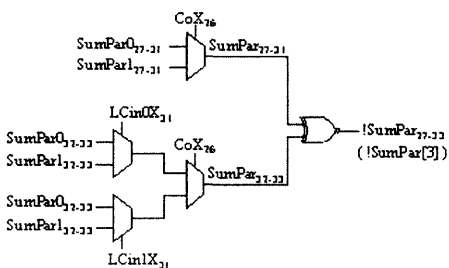 CoX26
SumPar027-31
SumPar127-31
SumPar27-31
LCin0X31
SumPar032-33
SumPar132-33
CoX26
SumPar32-33
SumPar032-33
SumPar132-33
LCin1X31
!SumPar27-33
(!SumPar[3])